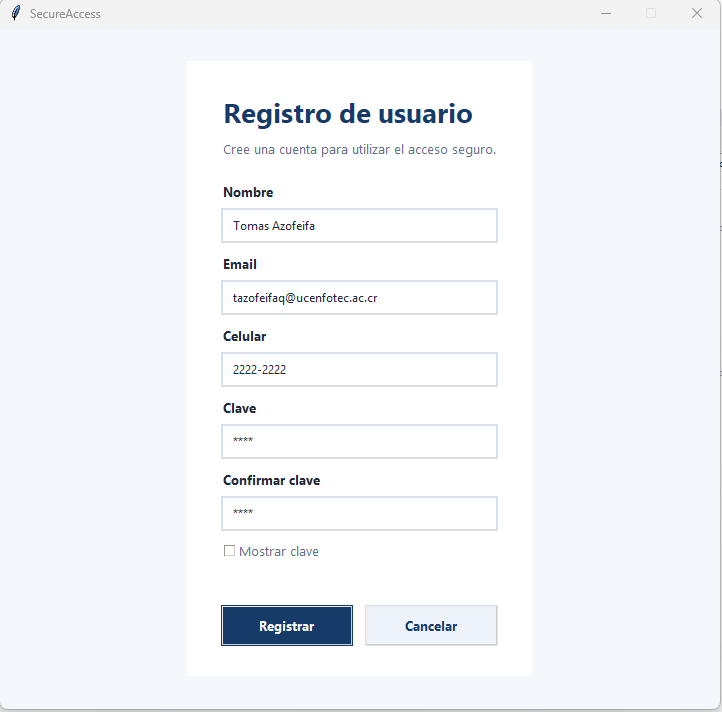 SecureAccess
Registro de usuario
Cree una cuenta para utilizar el acceso seguro.
Nombre
Tomas Azofeifa
Email
tazofeifaq@ucenfotec.ac.cr
Celular
2222-2222
Clave
****
Confirmar clave
****
Mostrar clave
Registrar Cancelar